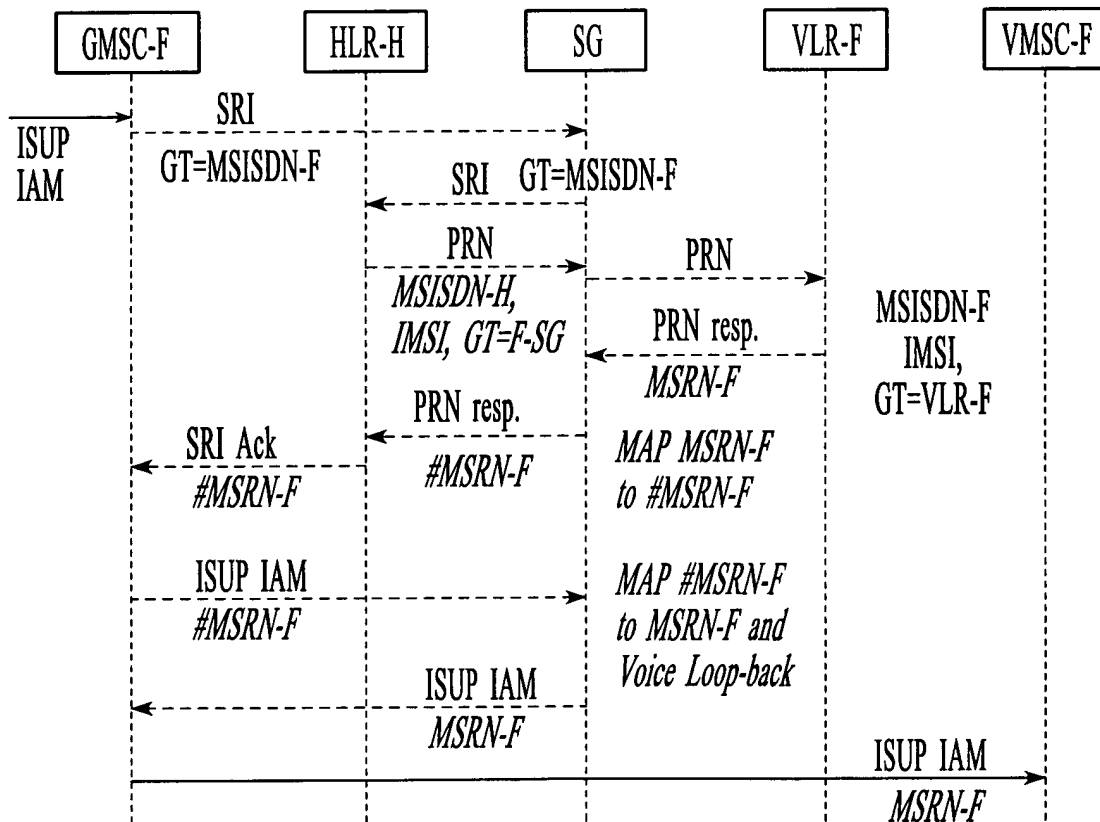 GMSC-F
HLR-H
SG
VLR-F
VMSC-F
ISUP
IAM
SRI
GT=MSISDN-F
SRI
GT=MSISDN-F
PRN
MSISDN-H,
IMSI, GT=F-SG
PRN
MSISDN-F
IMSI,
GT=VLR-F
PRN resp.
MSRN-F
PRN resp.
#MSRN-F
MAP MSRN-F
to #MSRN-F
SRI Ack
#MSRN-F
ISUP IAM
#MSRN-F
MAP #MSRN-F
to MSRN-F and
Voice Loop-back
ISUP IAM
MSRN-F
ISUP IAM
MSRN-F